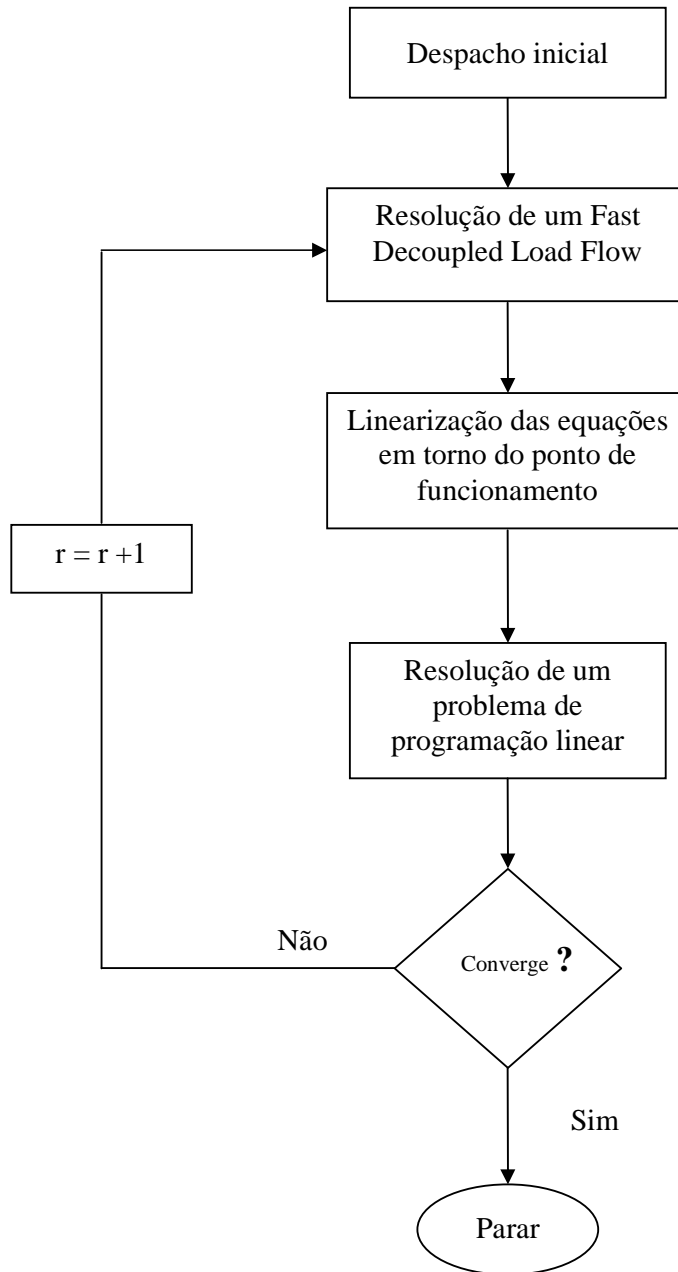 Despacho inicial
Resolução de um Fast
Decoupled Load Flow
Linearização das equações
em torno do ponto de
funcionamento
r = r +1
Resolução de um
problema de
programação linear
Não
Converge ?
Sim
Parar